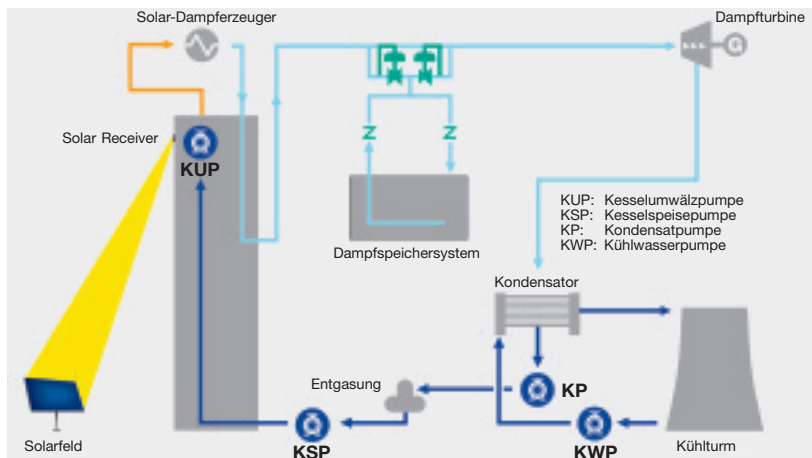 Solar-Dampferzeuger
Dampfturbine
Solar Receiver
KUP
KUP: Kesselumwälzpumpe
KSP: Kesselspeisepumpe
KP: Kondensatpumpe
KWP: Kühlwasserpumpe
Dampfspeichersystem
Kondensator
Entgasung
KP
Solarfeld
KSP
KWP
Kühlturm